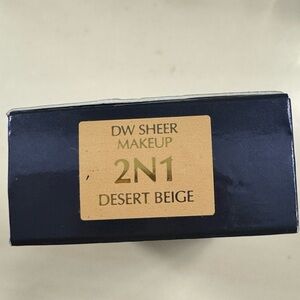 DW SHEER
MAKEUP
2N1
DESERT BEIGE